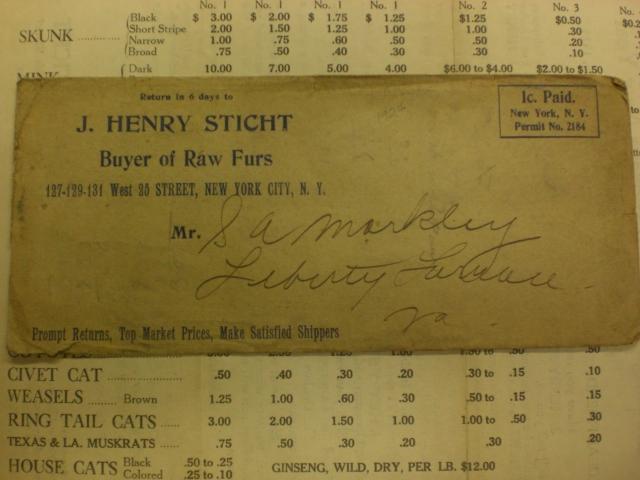 No. 1 No. 1 No. 1 No. 1 No. 2 No. 3 No.
SKUNK Black $ 3.00 $ 2.00 $ 1.75 $ 1.25 $1.25 $0.50 $0.2
Short Stripe 2.00 1.50 1.25 1.00 1.00 .30
Narrow 1.00 .75 .60 .50 .50 .20
Broad .75 .50 .40 .30 .30 .10
MINK Dark 10.00 7.00 5.00 4.00 $6.00 to $4.00 $2.00 to $1.50
Return in 6 days to
J. HENRY STICHT
Buyer of Raw Furs
127-129-131 West 25 STREET, NEW YORK CITY, N. Y.
1c. Paid.
New York, N. Y.
Permit No. 2184
Mr. S A Markley
Liberty Furnace
Va.
Prompt Returns, Top Market Prices, Make Satisfied Shippers
CIVET CAT .................. .50 .40 .30 .20 .30 to .15 .10
WEASELS ........ Brown 1.25 1.00 .60 .30 .50 to .15 .15
RING TAIL CATS ..... 3.00 2.00 1.50 1.00 1.00 to .50 .30
TEXAS & LA. MUSKRATS ..... .75 .50 .30 .20 .30 .20
HOUSE CATS Black .50 to .25 GINSENG, WILD, DRY, PER LB. $12.00
Colored .25 to .10